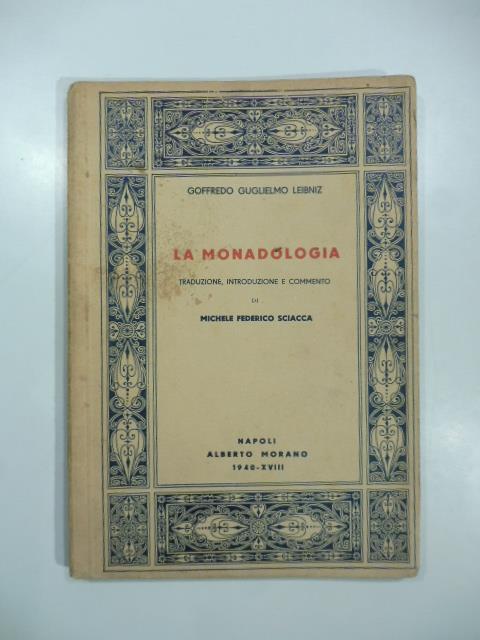 GOFFREDO GUGLIELMO LEIBNIZ
LA MONADOLOGIA
TRADUZIONE, INTRODUZIONE E COMMENTO
DI
MICHELE FEDERICO SCIACCA
NAPOLI
ALBERTO MORANO
1940-XVIII